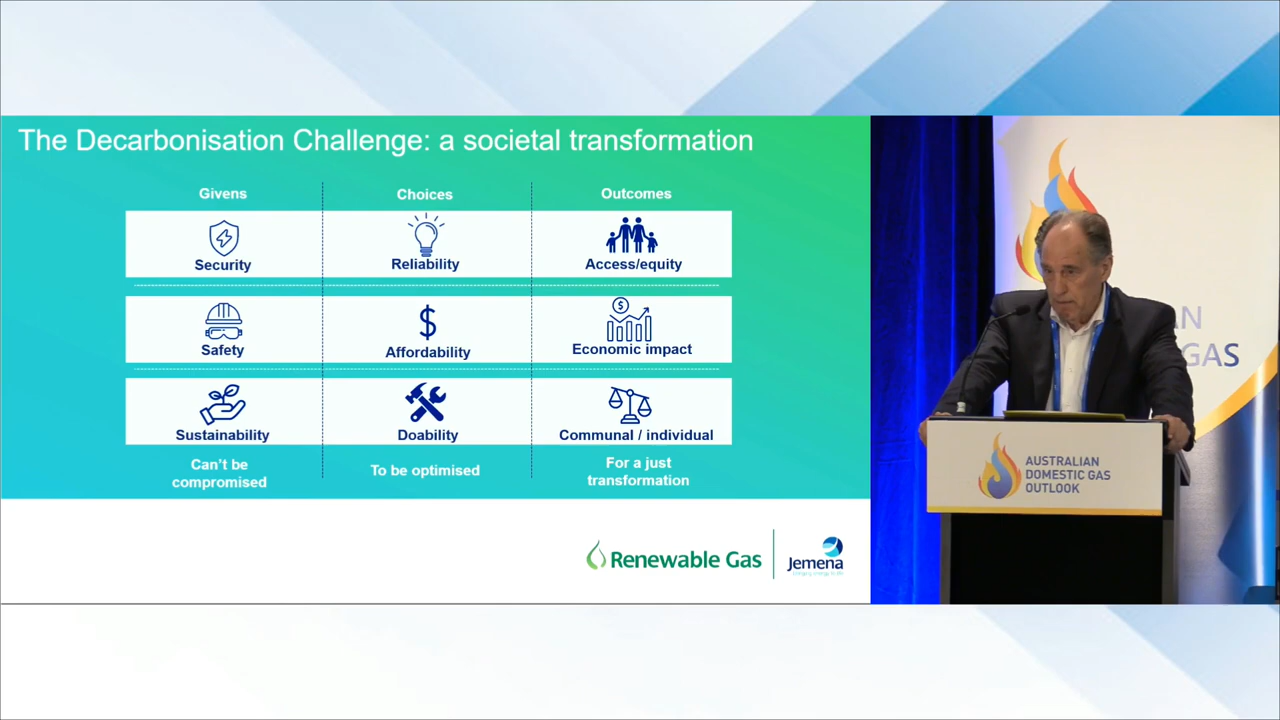 The Decarbonisation Challenge: a societal transformation
Givens
Choices
Outcomes
Security
Reliability
Access/equity
Safety
Affordability
Economic impact
Sustainability
Doability
Communal / individual
Can't be
compromised
To be optimised
For a just
transformation
Renewable Gas
Jemena
GAS
AUSTRALIAN
DOMESTIC GAS
OUTLOOK